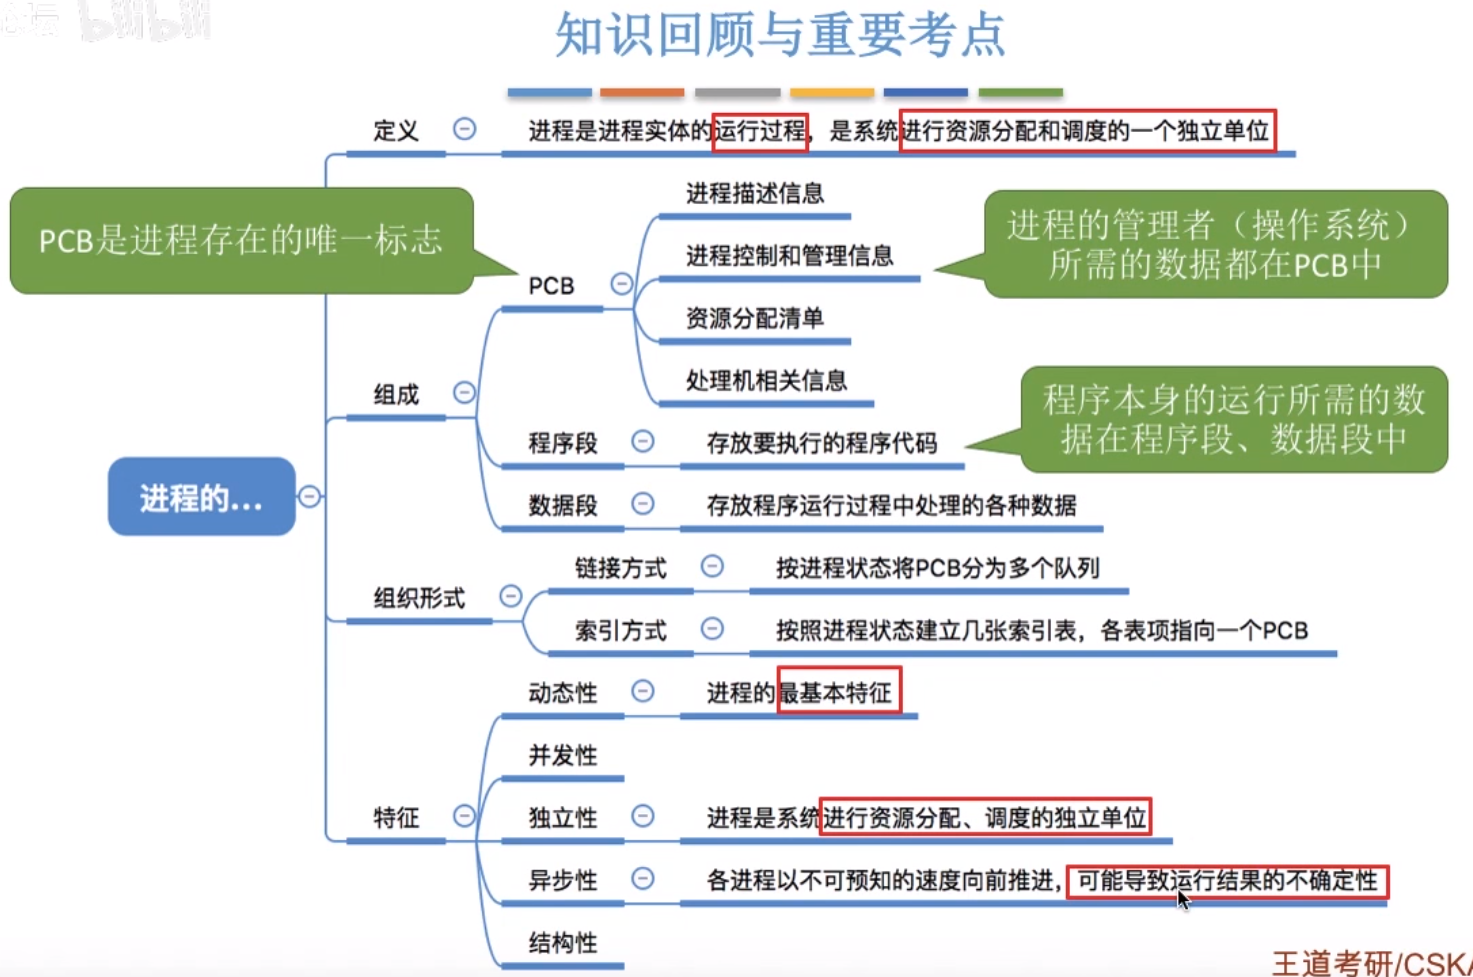 bilibili
知识回顾与重要考点
定义
进程是进程实体的运行过程，是系统进行资源分配和调度的一个独立单位
PCB是进程存在的唯一标志
进程描述信息
进程的管理者（操作系统）
所需的数据都在PCB中
进程控制和管理信息
PCB
资源分配清单
处理机相关信息
组成
程序本身的运行所需的数
据在程序段、数据段中
程序段
存放要执行的程序代码
进程的...
数据段
存放程序运行过程中处理的各种数据
链接方式
按进程状态将PCB分为多个队列
组织形式
索引方式
按照进程状态建立几张索引表，各表项指向一个PCB
动态性
进程的最基本特征
并发性
特征
独立性
进程是系统进行资源分配、调度的独立单位
异步性
各进程以不可预知的速度向前推进，可能导致运行结果的不确定性
结构性
王道考研/CSK